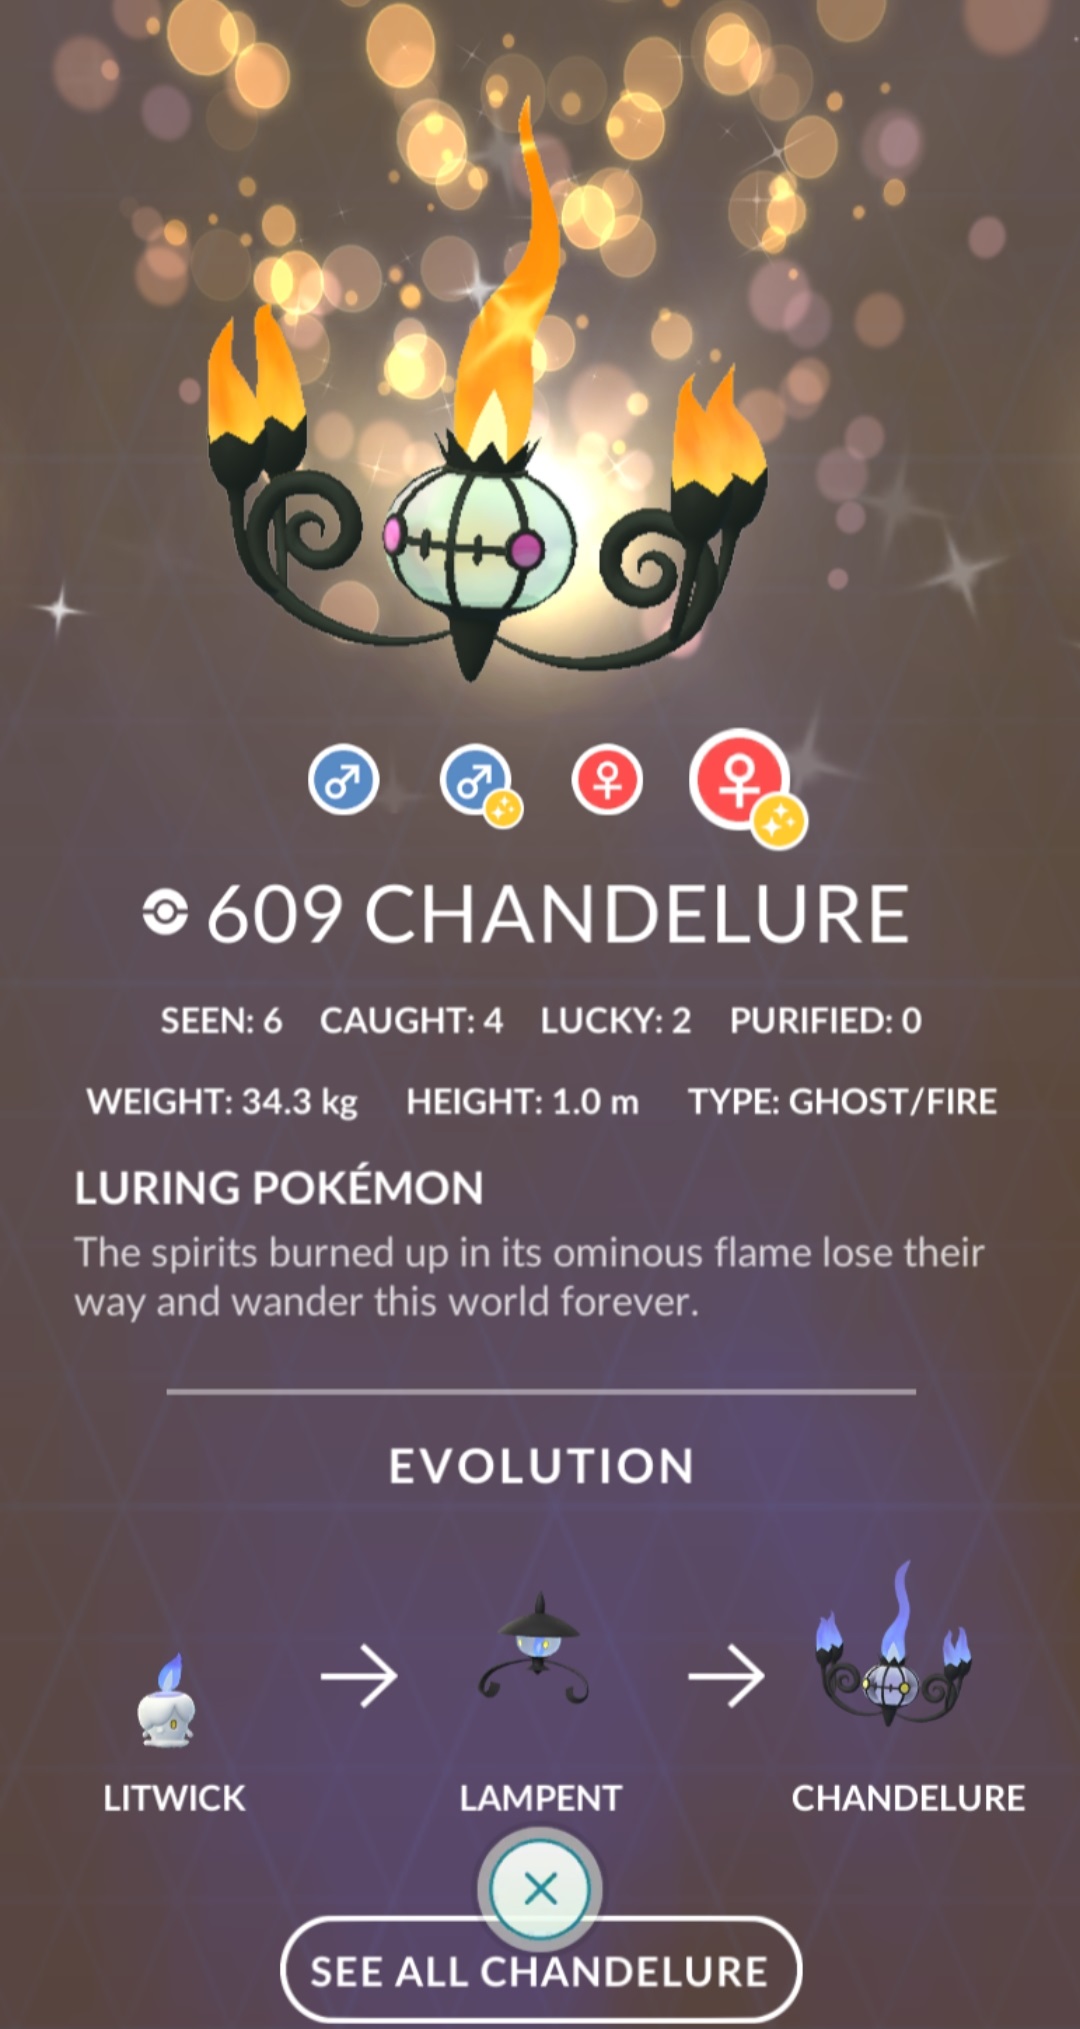 609 CHANDELURE
SEEN: 6 CAUGHT: 4 LUCKY: 2 PURIFIED: 0
WEIGHT: 34.3 kg HEIGHT: 1.0 m TYPE: GHOST/FIRE
LURING POKÉMON
The spirits burned up in its ominous flame lose their
way and wander this world forever.
EVOLUTION
LITWICK LAMPENT CHANDELURE
SEE ALL CHANDELURE